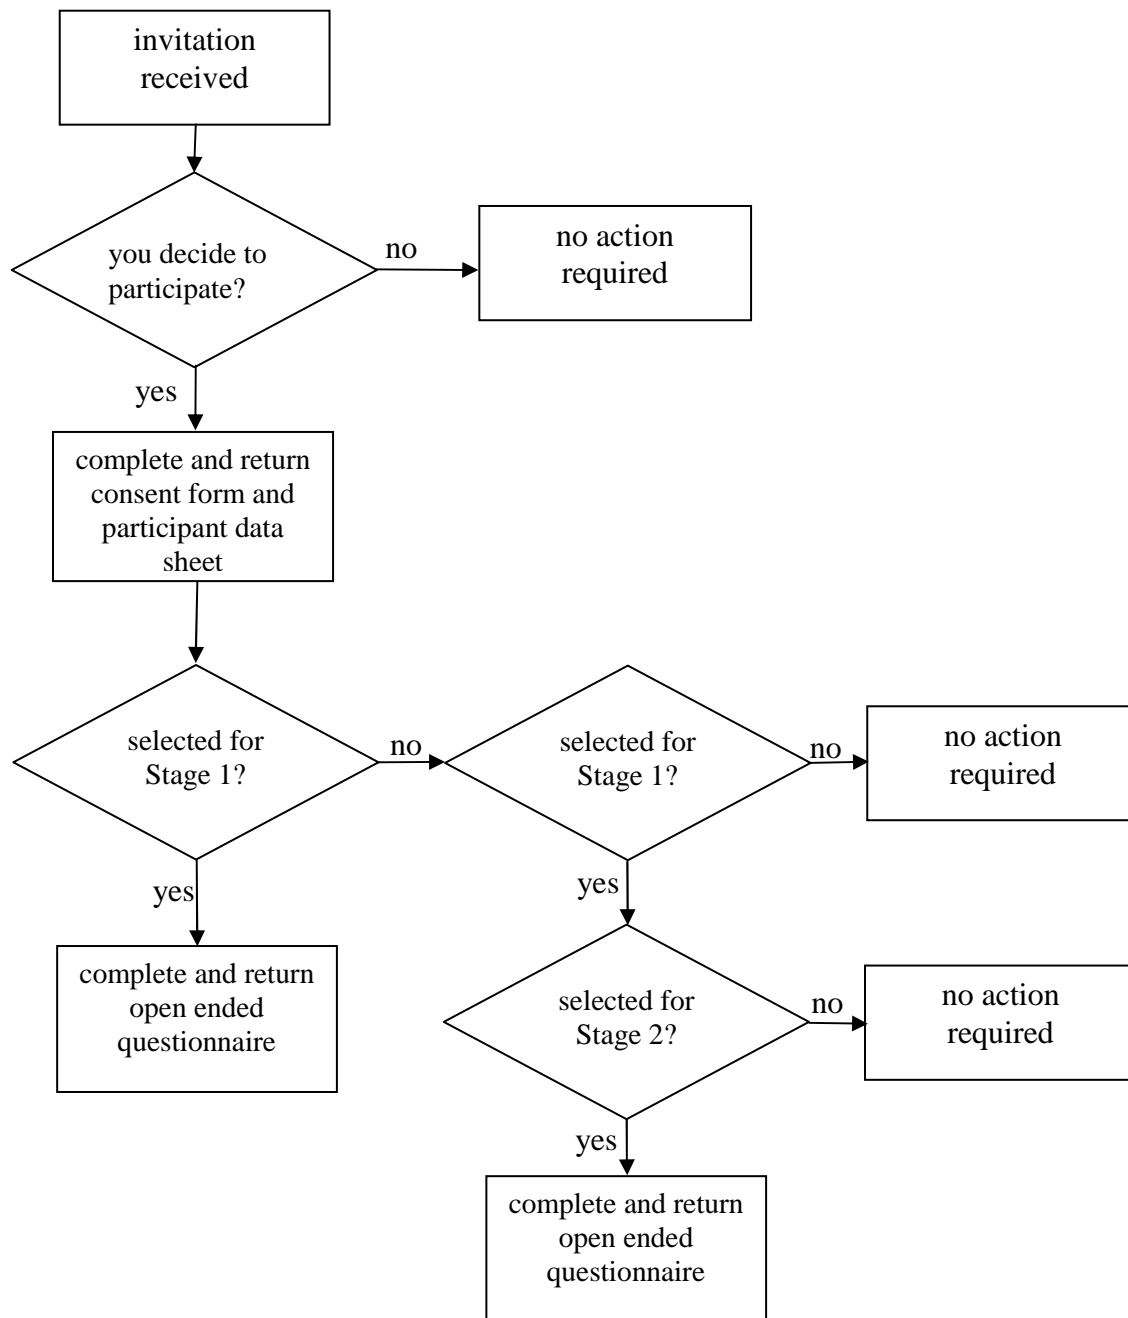 invitation
received
you decide to
participate?
no
no action
required
yes
complete and return
consent form and
participant data
sheet
selected for
Stage 1?
no
selected for
Stage 1?
no
no action
required
yes
complete and return
open ended
questionnaire
yes
selected for
Stage 2?
no
no action
required
yes
complete and return
open ended
questionnaire